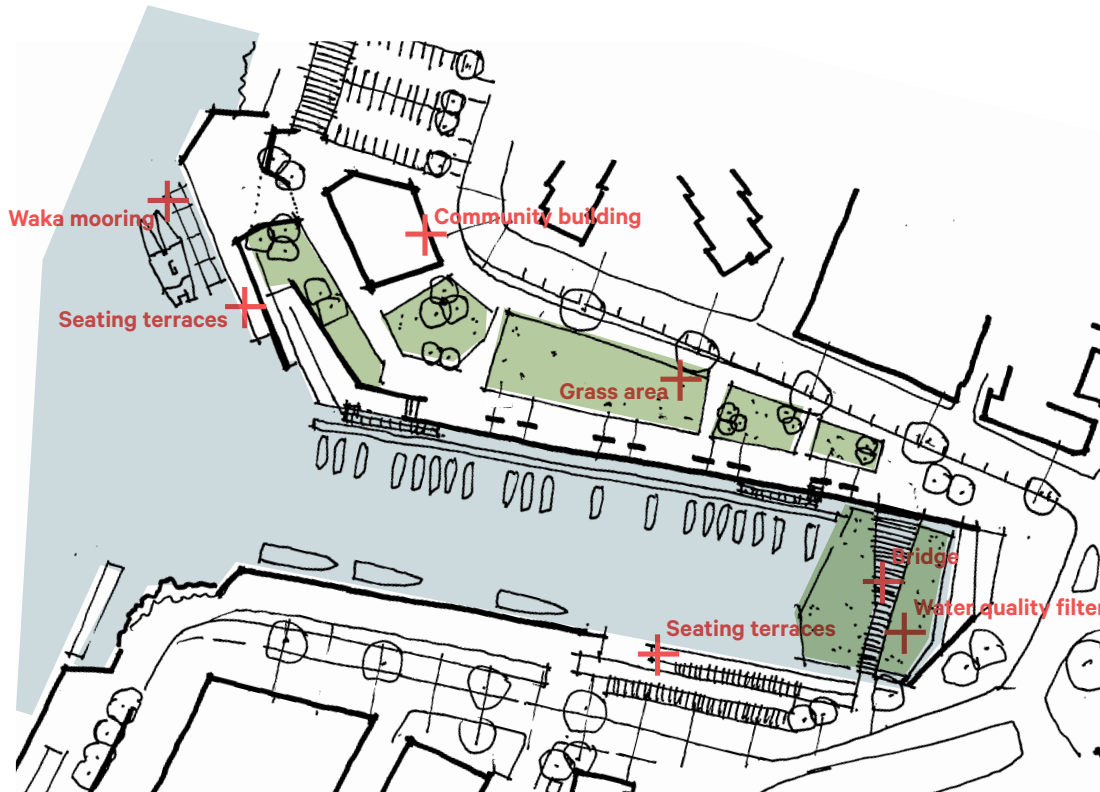 Waka mooring
Community building
Seating terraces
Grass area
Bridge
Water quality filter
Seating terraces